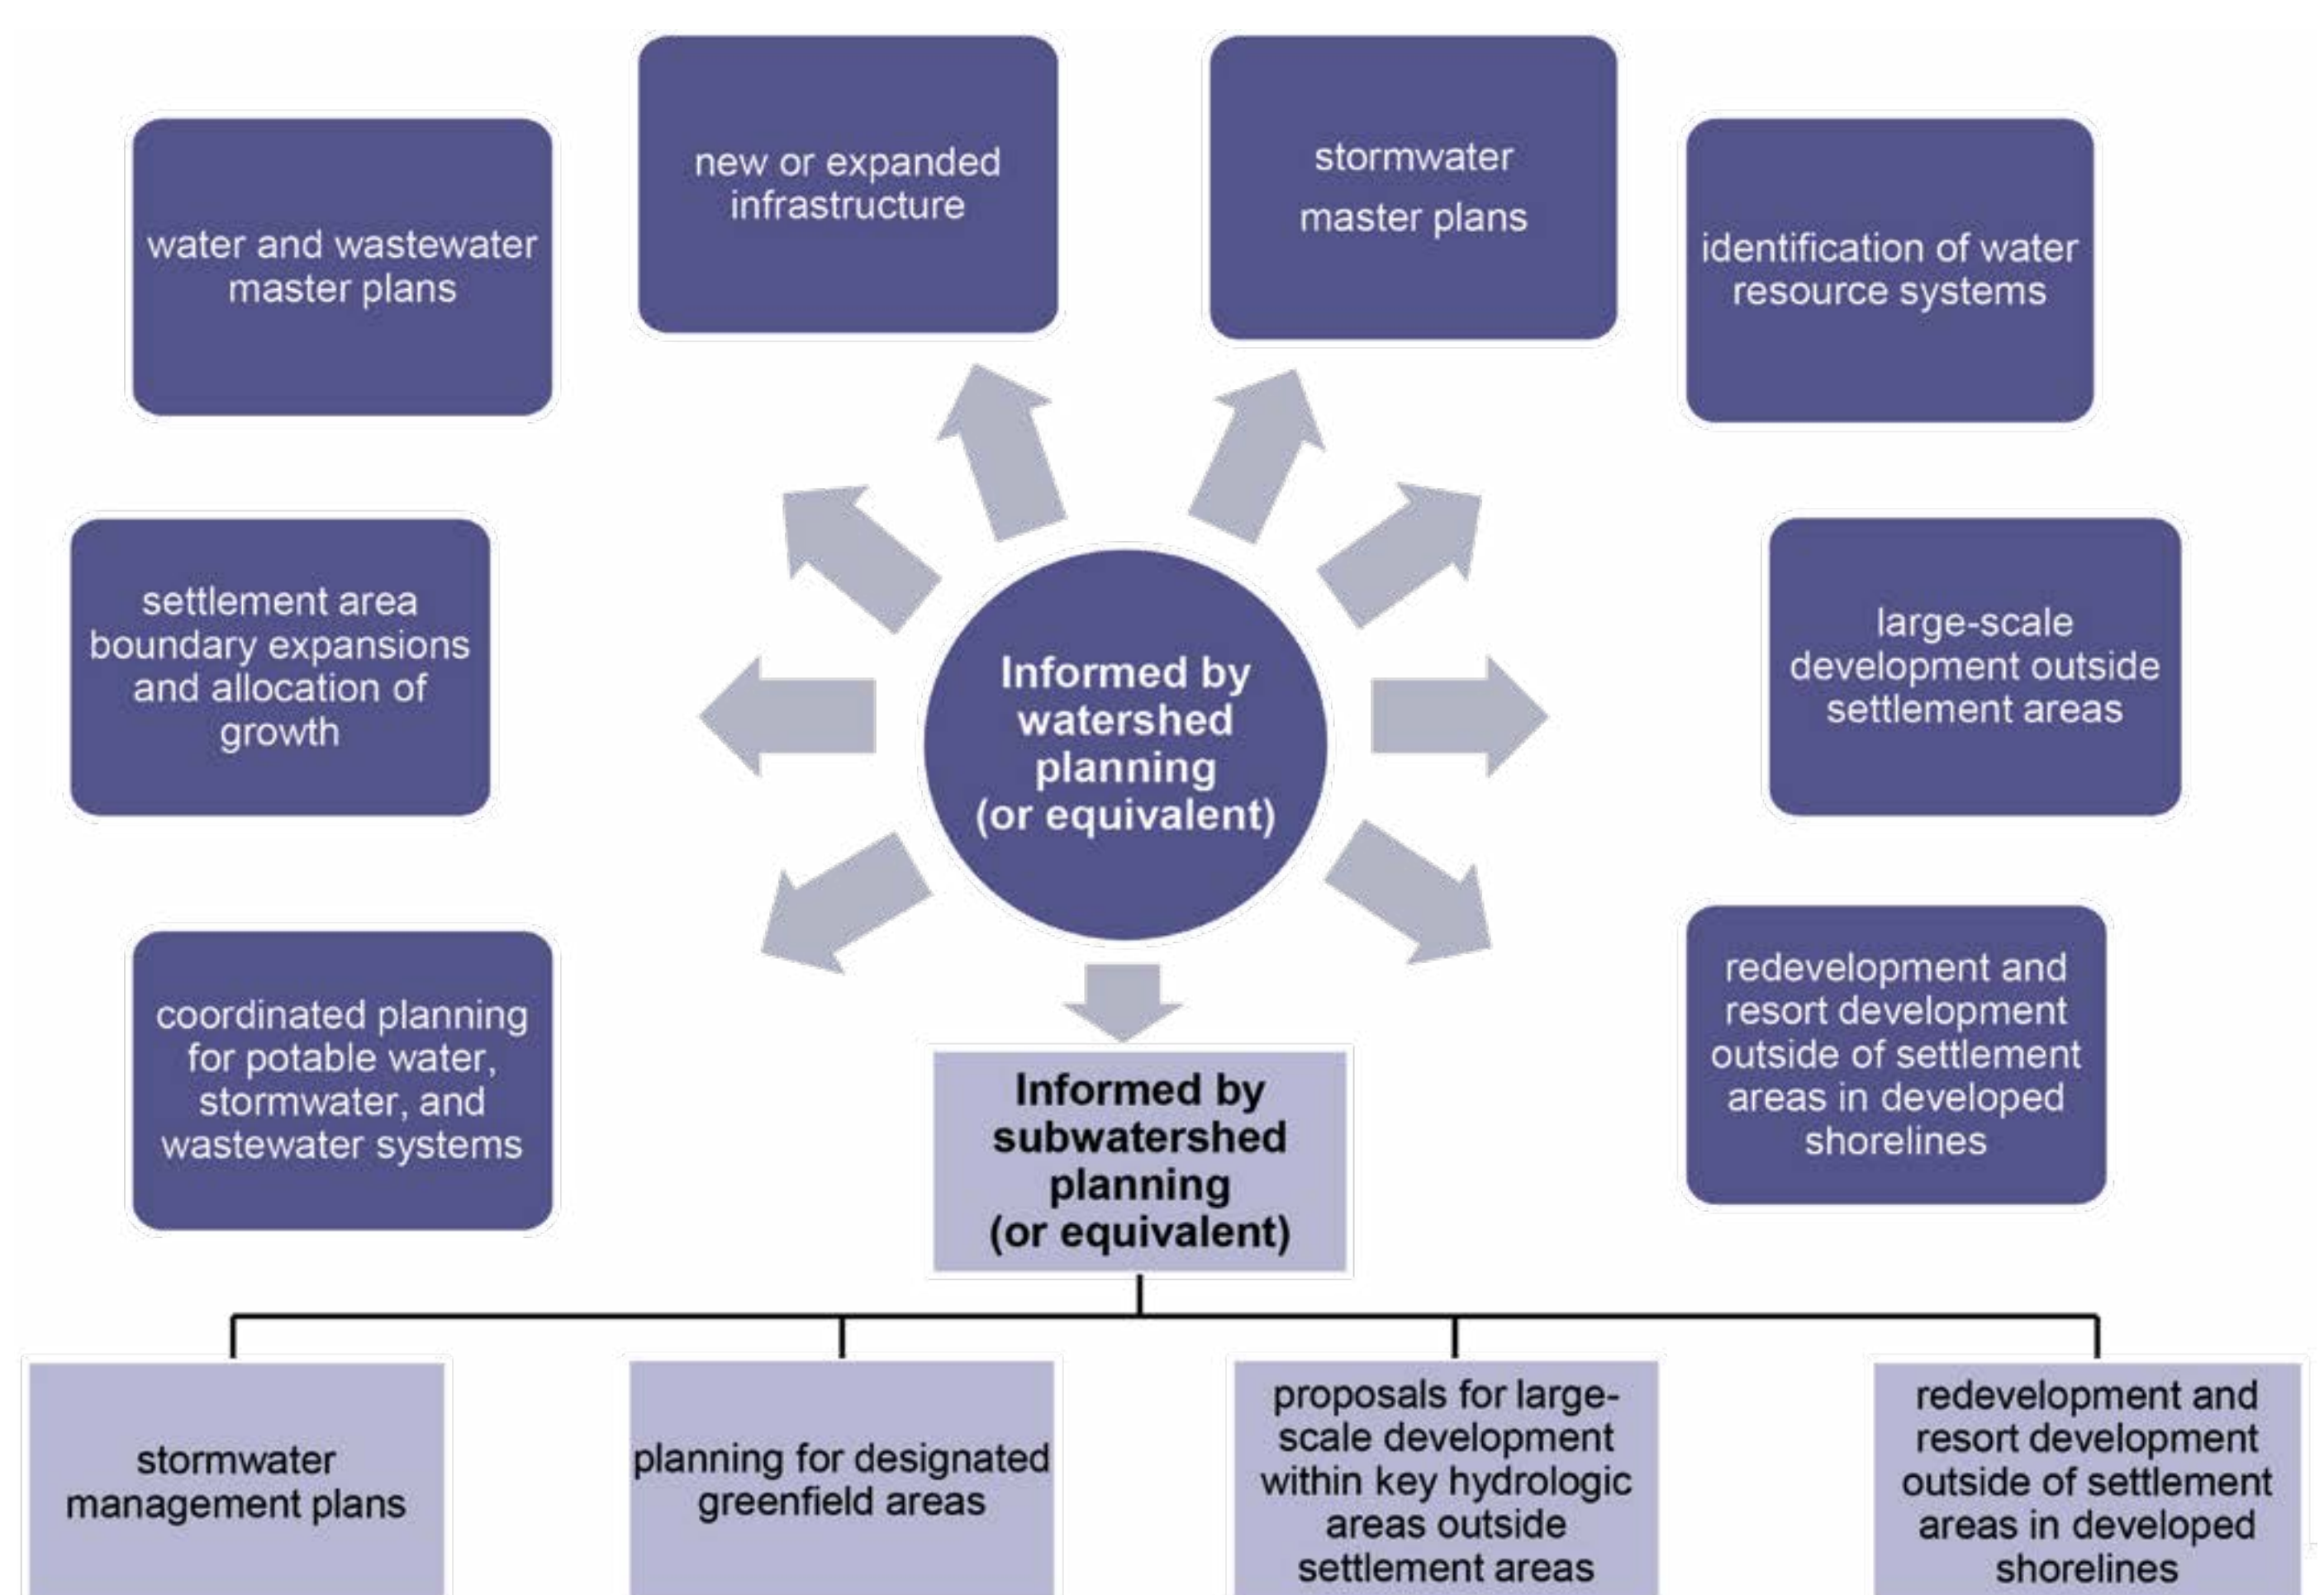 new or expanded
infrastructure
stormwater
master plans
water and wastewater
master plans
identification of water
resource systems
settlement area
boundary expansions
and allocation of
growth
Informed by
watershed
planning
(or equivalent)
large-scale
development outside
settlement areas
coordinated planning
for potable water,
stormwater, and
wastewater systems
Informed by
subwatershed
planning
(or equivalent)
redevelopment and
resort development
outside of settlement
areas in developed
shorelines
stormwater
management plans
planning for designated
greenfield areas
proposals for large-
scale development
within key hydrologic
areas outside
settlement areas
redevelopment and
resort development
outside of settlement
areas in developed
shorelines